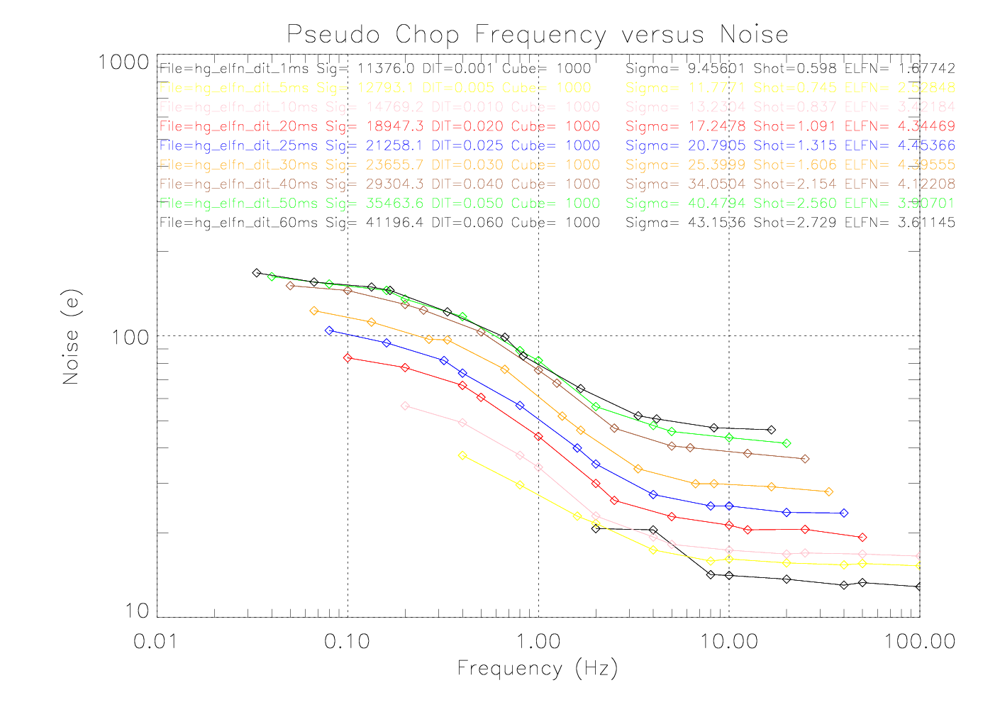 Pseudo Chop Frequency versus Noise
1000
File=hg_elfn_dit_1ms Sig= 11376.0 DIT=0.001 Cube= 1000 Sigma= 9.45601 Shot=0.598 ELFN= 1.67742
File=hg_elfn_dit_5ms Sig= 12793.1 DIT=0.005 Cube= 1000 Sigma= 11.7771 Shot=0.745 ELFN= 2.52848
File=hg_elfn_dit_10ms Sig= 14769.2 DIT=0.010 Cube= 1000 Sigma= 13.2304 Shot=0.837 ELFN= 3.42184
File=hg_elfn_dit_20ms Sig= 18947.3 DIT=0.020 Cube= 1000 Sigma= 17.2478 Shot=1.091 ELFN= 4.34469
File=hg_elfn_dit_25ms Sig= 21258.1 DIT=0.025 Cube= 1000 Sigma= 20.7905 Shot=1.315 ELFN= 4.45366
File=hg_elfn_dit_30ms Sig= 23655.7 DIT=0.030 Cube= 1000 Sigma= 25.3999 Shot=1.606 ELFN= 4.39555
File=hg_elfn_dit_40ms Sig= 29304.3 DIT=0.040 Cube= 1000 Sigma= 34.0504 Shot=2.154 ELFN= 4.12208
File=hg_elfn_dit_50ms Sig= 35463.6 DIT=0.050 Cube= 1000 Sigma= 40.4794 Shot=2.560 ELFN= 3.90701
File=hg_elfn_dit_60ms Sig= 41196.4 DIT=0.060 Cube= 1000 Sigma= 43.1536 Shot=2.729 ELFN= 3.61145
Noise (e)
100
10
0.01 0.10 1.00 10.00 100.00
Frequency (Hz)